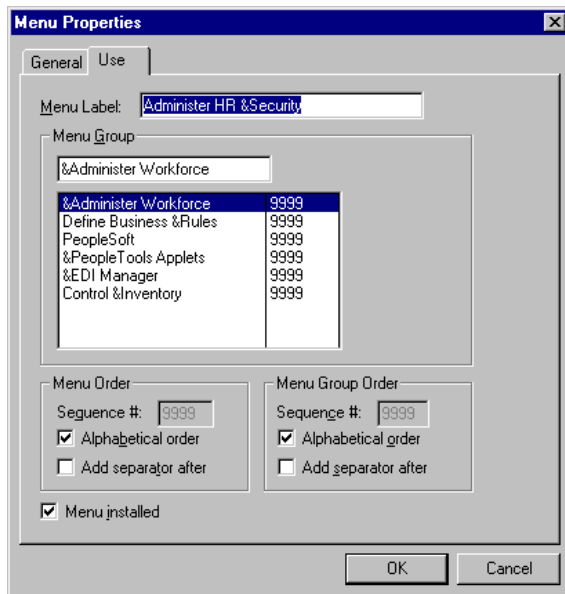 Menu Properties
General Use
Menu Label: Administer HR &Security
Menu Group
&Administer Workforce
&Administer Workforce 9999
Define Business &Rules 9999
PeopleSoft 9999
&PeopleTools Applets 9999
&EDI Manager 9999
Control &Inventory 9999
Menu Order
Sequence #: 9999
Alphabetical order
Add separator after
Menu Group Order
Sequence #: 9999
Alphabetical order
Add separator after
Menu installed
OK Cancel